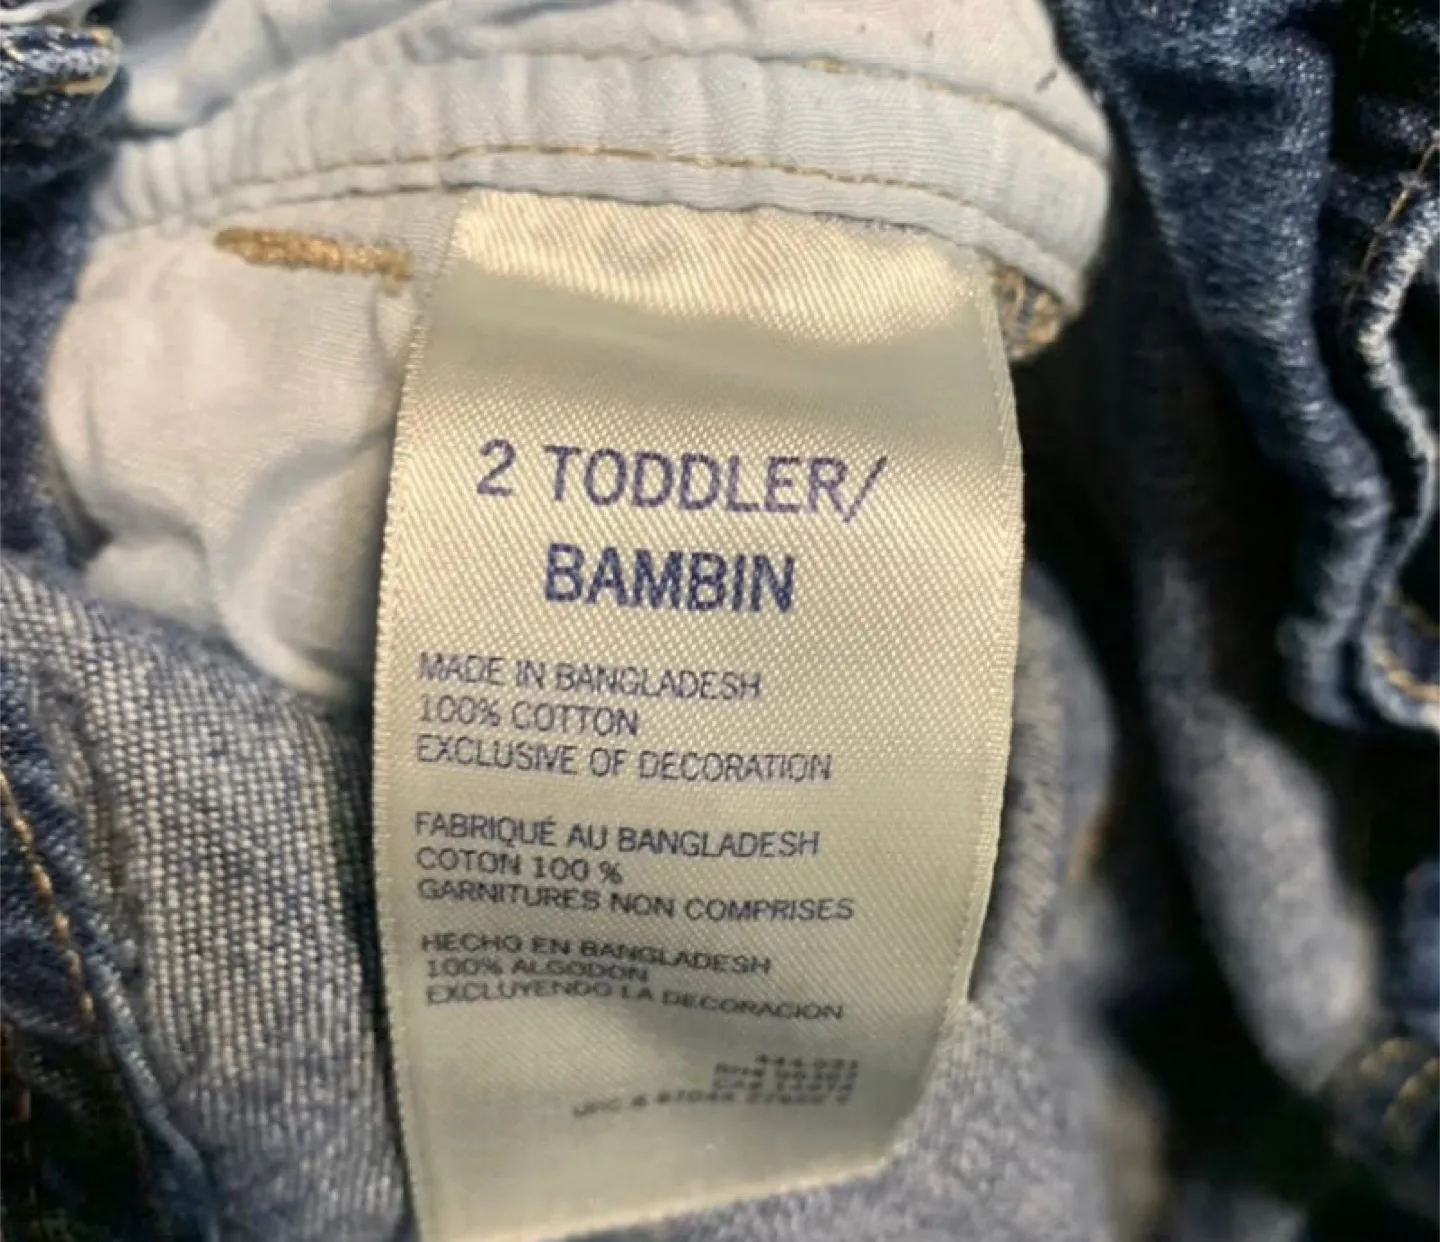 2 TODDLER/
BAMBIN
MADE IN BANGLADESH
100% COTTON
EXCLUSIVE OF DECORATION
FABRIQUÉ AU BANGLADESH
COTON 100 %
GARNITURES NON COMPRISES
HECHO EN BANGLADESH
100% ALGODON
EXCLUYENDO LA DECORACION
UPC